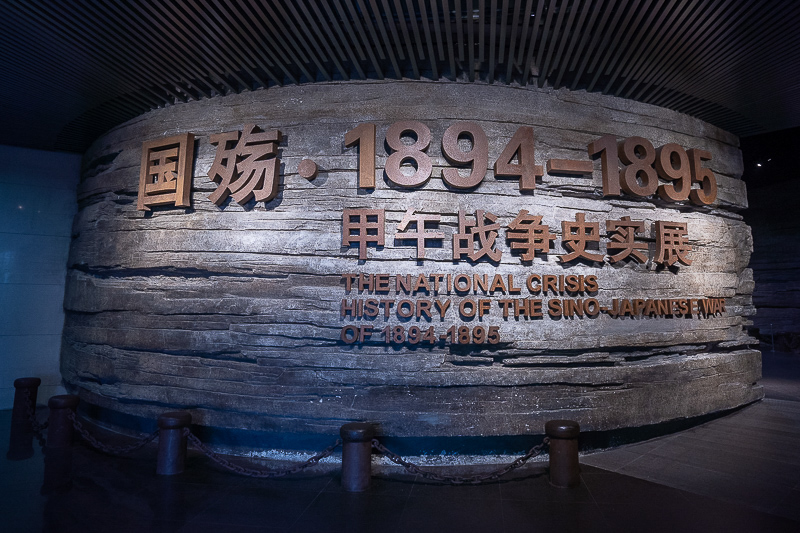 国殇·1894—1895
甲午战争史实展
THE NATIONAL CRISIS
HISTORY OF THE SINO-JAPANESE WAR
OF 1894-1895